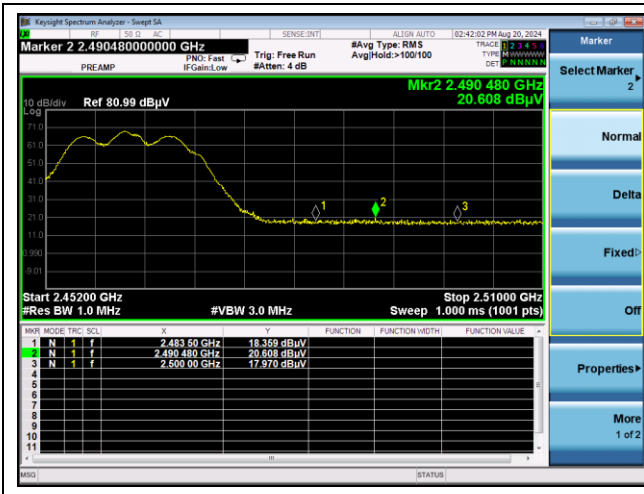 Keysight Spectrum Analyzer - Swept SA
RF 50 Ω AC SENSE:INT ALIGN AUTO 02:42:02 PM Aug 20, 2024
Marker 2 2.490480000000 GHz
PREAMP
PNO: Fast
IFGain:Low
Trig: Free Run
#Atten: 4 dB
#Avg Type: RMS
Avg|Hold:>100/100
TRACE 1 2 3 4 5 6
TYPE M W W W W W
DET P N N N N N
Mkr2 2.490 480 GHz
20.608 dBµV
10 dB/div Ref 80.99 dBµV
Log
71.0
61.0
51.0
41.0
31.0
21.0
11.0
0.990
-9.01
1
2
3
Start 2.45200 GHz Stop 2.51000 GHz
#Res BW 1.0 MHz #VBW 3.0 MHz Sweep 1.000 ms (1001 pts)
MKR MODE TRC SCL X Y FUNCTION FUNCTION WIDTH FUNCTION VALUE
1 N 1 f 2.483 50 GHz 18.359 dBµV
2 N 1 f 2.490 480 GHz 20.608 dBµV
3 N 1 f 2.500 00 GHz 17.970 dBµV
4
5
6
7
8
9
10
11
MSG STATUS
Marker
Select Marker
2
Normal
Delta
Fixed
Off
Properties
More
1 of 2